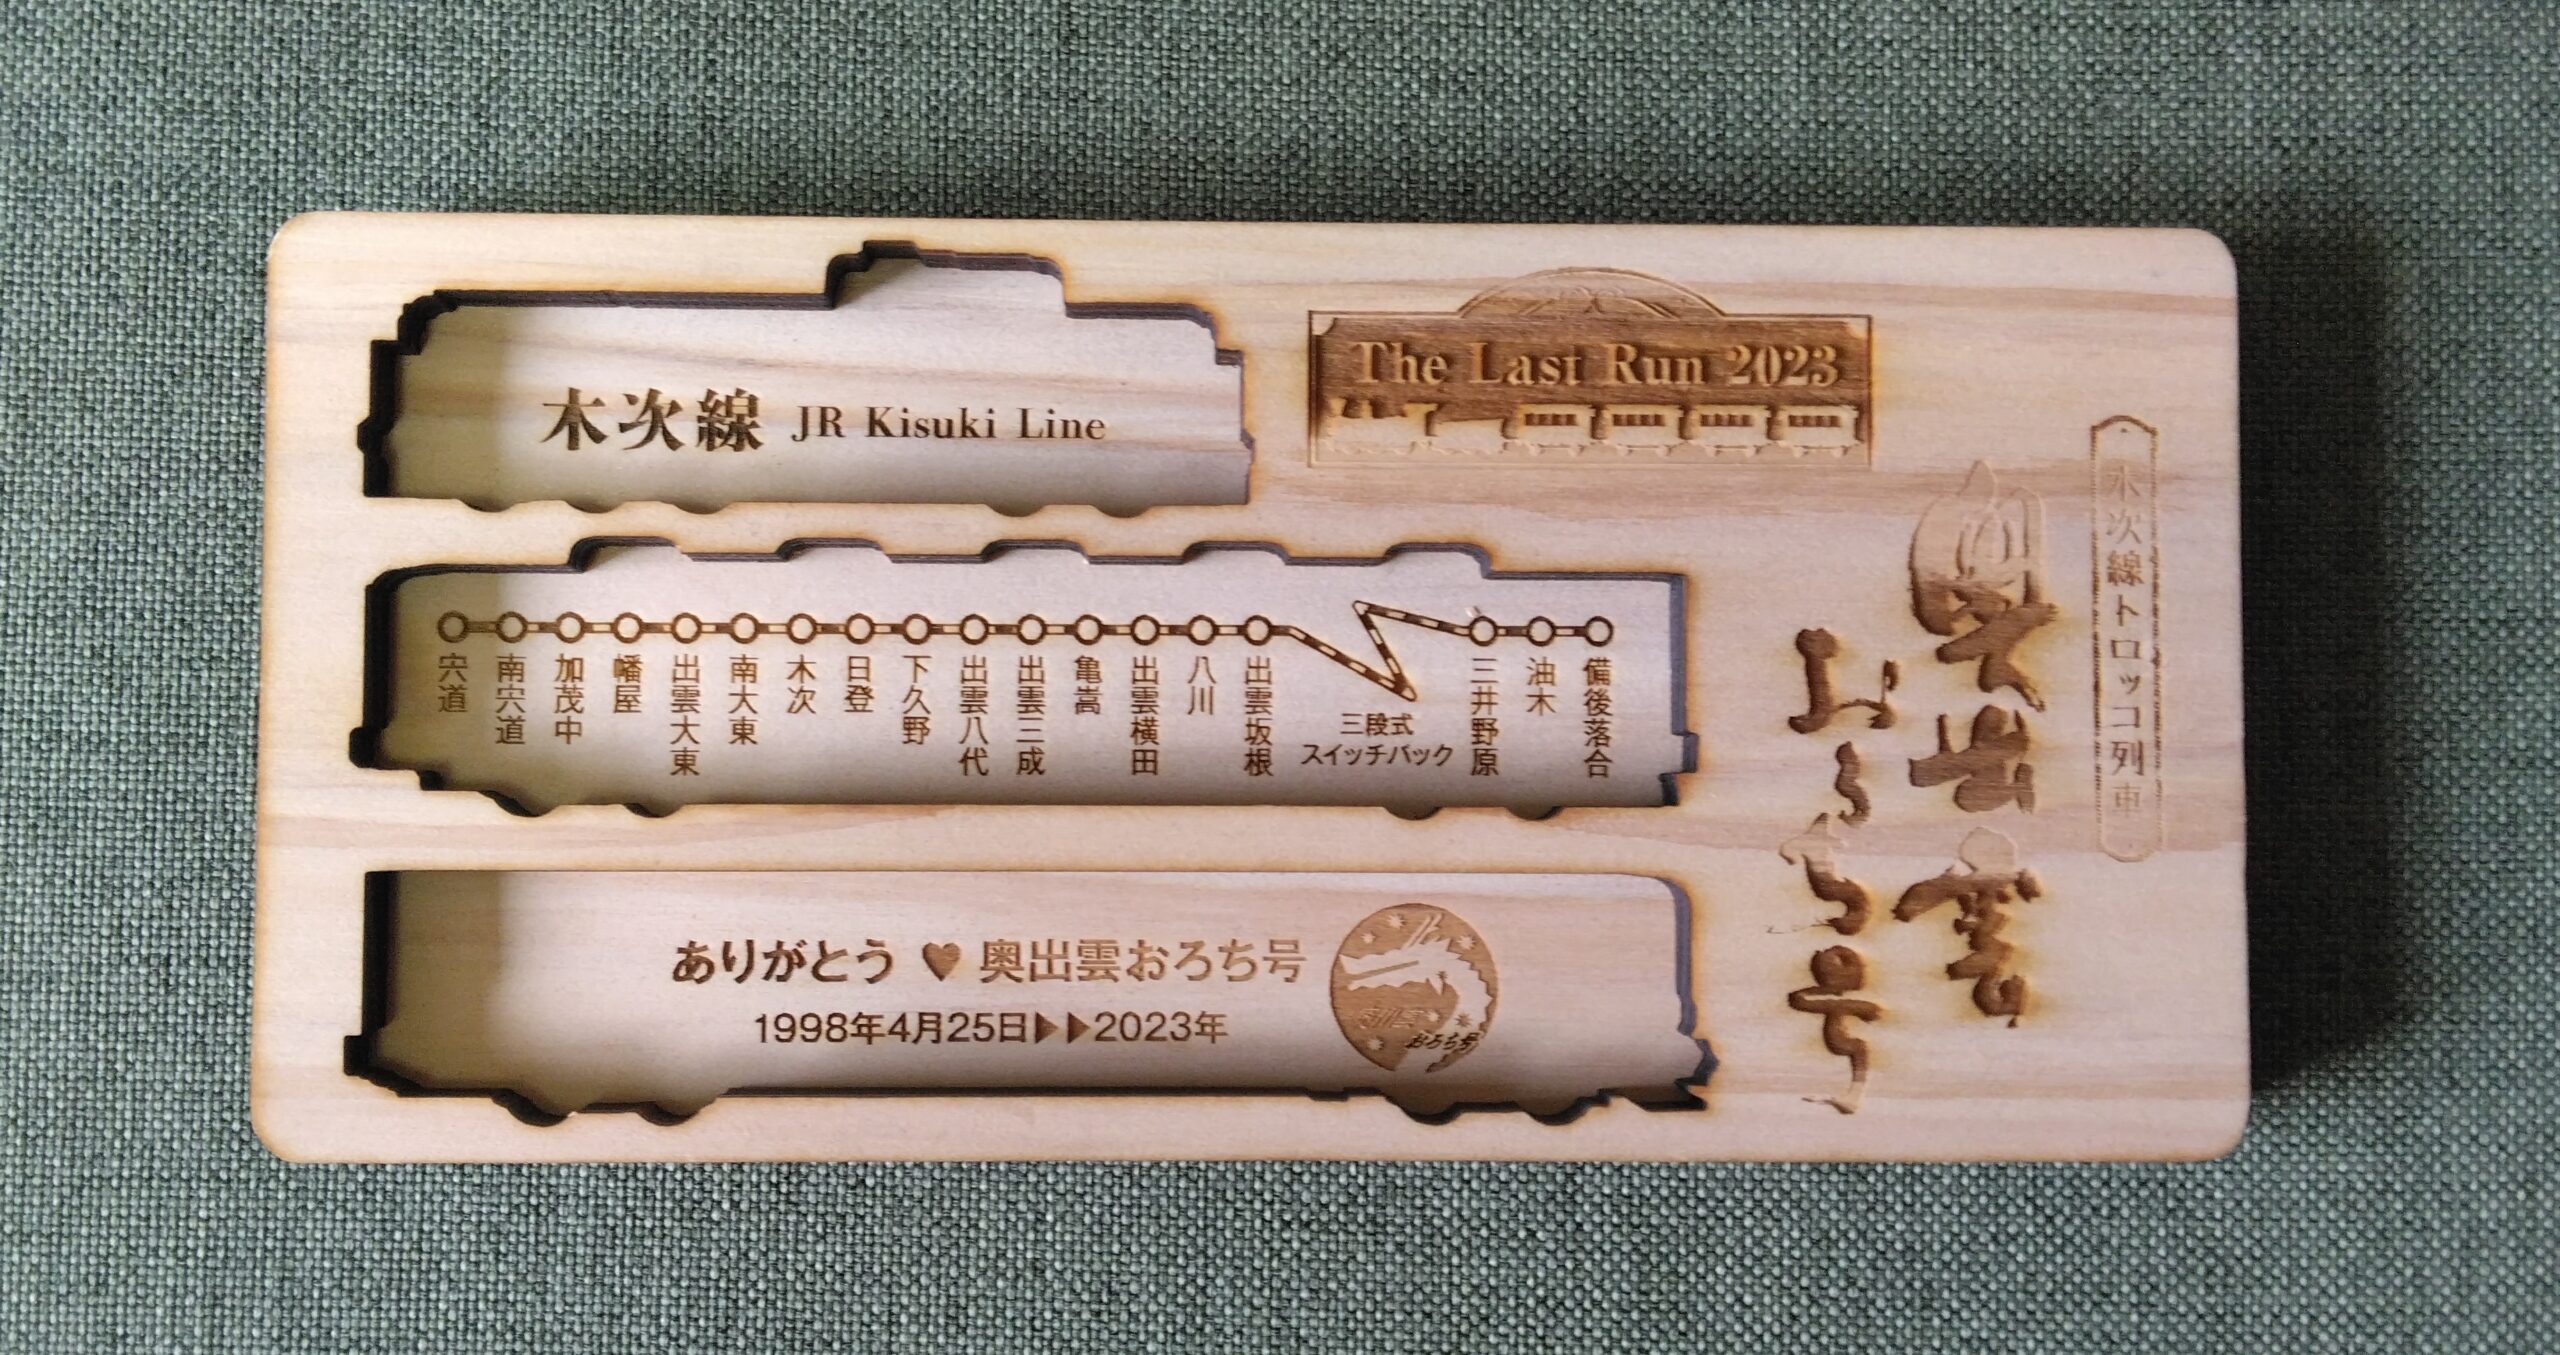 木次線 JR Kisuki Line
The Last Run 2023
木次線トロッコ列車
奥出雲
おろち号
宍道
南宍道
加茂中
幡屋
出雲大東
南大東
木次
日登
下久野
出雲八代
出雲三成
亀嵩
出雲横田
八川
出雲坂根
三段式
スイッチバック
三井野原
油木
備後落合
ありがとう ♥ 奥出雲おろち号
1998年4月25日▶▶2023年
おろち号